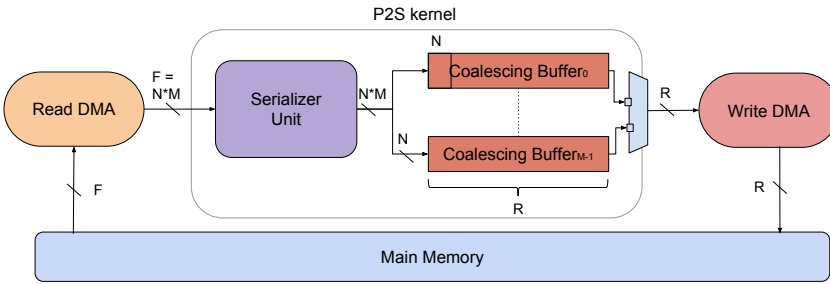 P2S kernel
N
F =
N*M
Coalescing Buffer0
Read DMA
Serializer
Unit
N*M
R
Write DMA
N
Coalescing BufferM-1
F
R
R
Main Memory